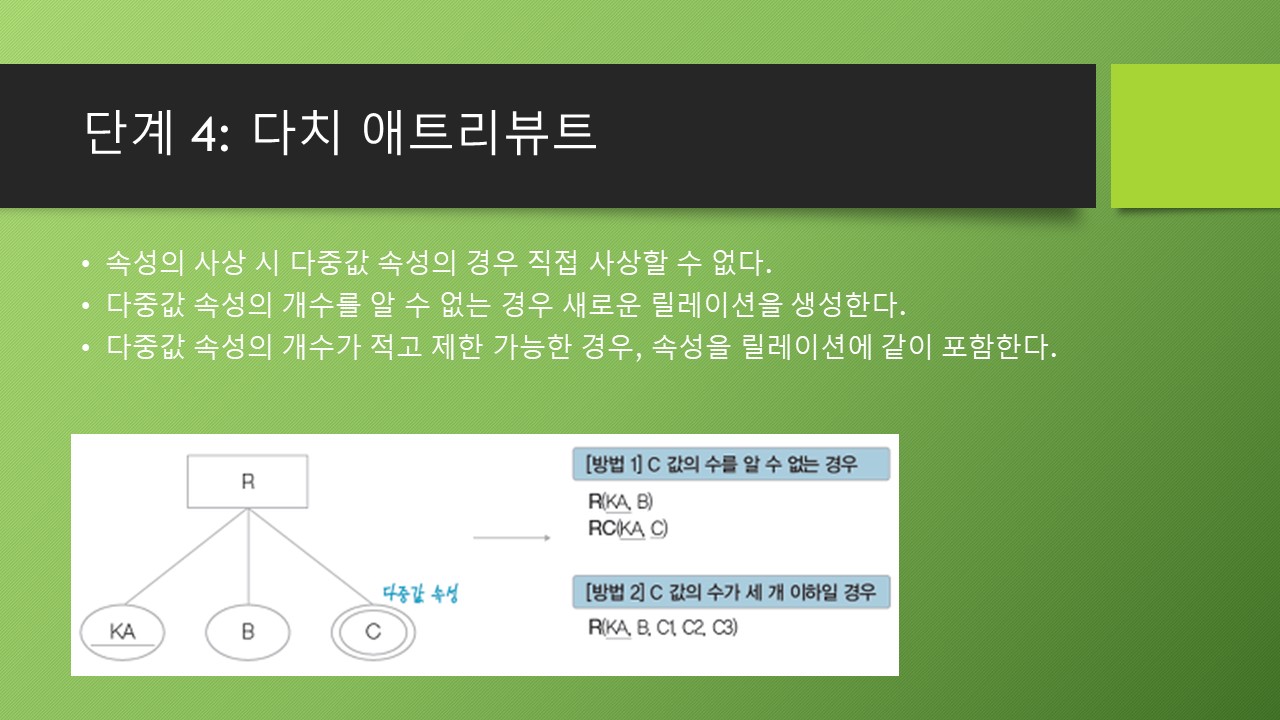 단계 4: 다치 애트리뷰트
• 속성의 사상 시 다중값 속성의 경우 직접 사상할 수 없다.
• 다중값 속성의 개수를 알 수 없는 경우 새로운 릴레이션을 생성한다.
• 다중값 속성의 개수가 적고 제한 가능한 경우, 속성을 릴레이션에 같이 포함한다.
R
다중값 속성
KA
B
C
[방법 1] C 값의 수를 알 수 없는 경우
R(KA, B)
RC(KA, C)
[방법 2] C 값의 수가 세 개 이하일 경우
R(KA, B, C1, C2, C3)